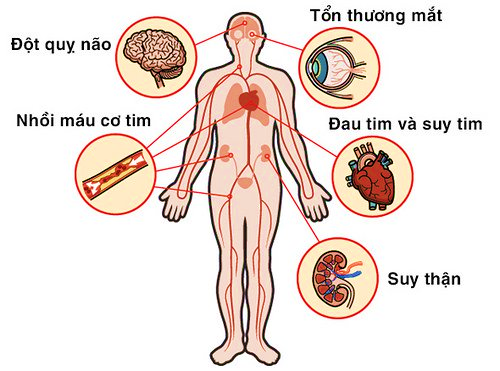 Tổn thương mắt
Đột quỵ não
Nhồi máu cơ tim
Đau tim và suy tim
Suy thận